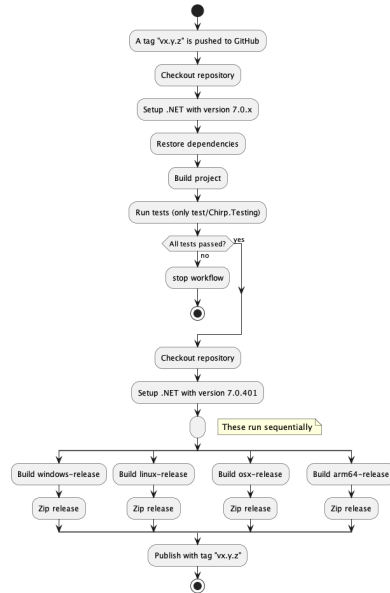 A tag "vx.y.z" is pushed to GitHub
Checkout repository
Setup .NET with version 7.0.x
Restore dependencies
Build project
Run tests (only test/Chirp.Testing)
All tests passed?
yes
no
stop workflow
Checkout repository
Setup .NET with version 7.0.401
These run sequentially
Build windows-release
Build linux-release
Build osx-release
Build arm64-release
Zip release
Zip release
Zip release
Zip release
Publish with tag "vx.y.z"